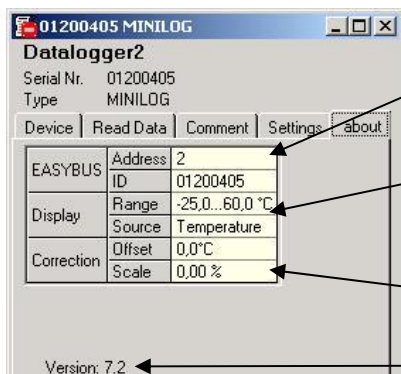 01200405 MINILOG
Datalogger2
Serial Nr. 01200405
Type MINILOG
Device Read Data Comment Settings about
EASYBUS Address 2
ID 01200405
Display Range -25,0...60,0 °C
Source Temperature
Correction Offset 0,0°C
Scale 0,00 %
Version: 7.2